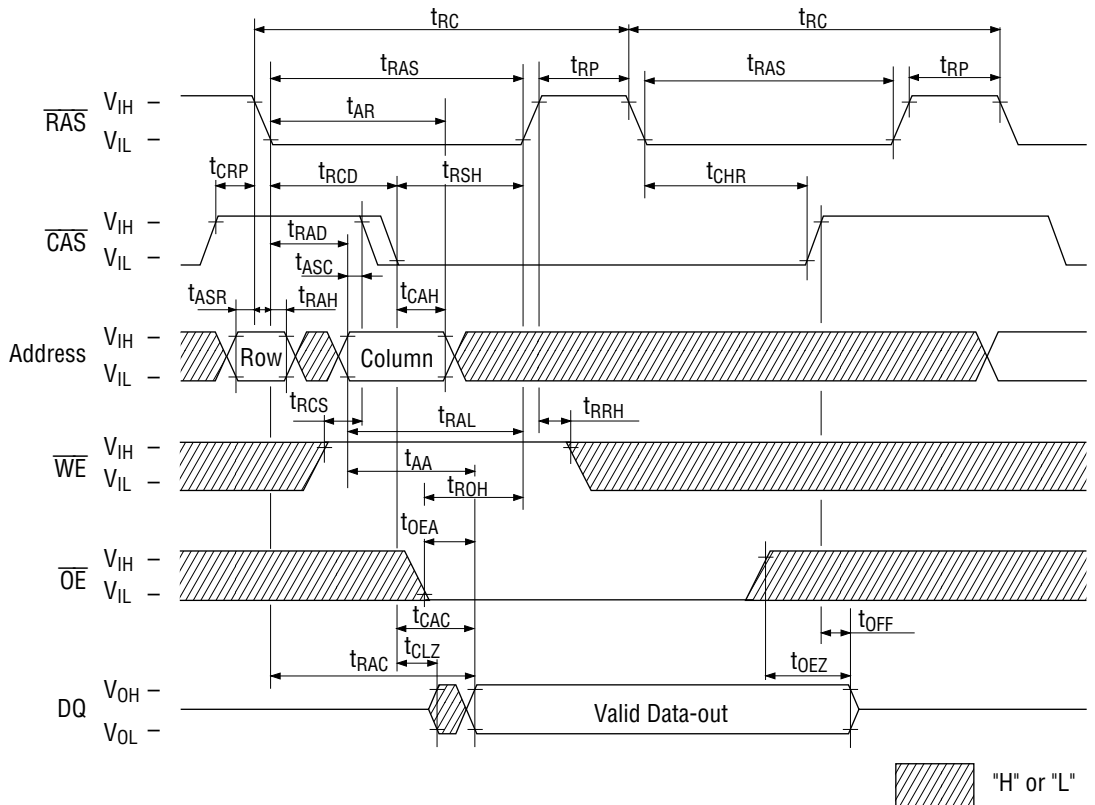 tRC tRC
tRAS tRP tRAS tRP
RAS VIH –
VIL –
tAR
tCRP tRCD tRSH tCHR
CAS VIH –
VIL –
tRAD
tASC
tASR tRAH tCAH
Address VIH –
VIL –
Row Column
tRCS tRAL tRRH
WE VIH –
VIL –
tAA
tROH
tOEA
OE VIH –
VIL –
tCAC tOFF
tCLZ
tRAC tOEZ
DQ VOH –
VOL –
Valid Data-out
"H" or "L"